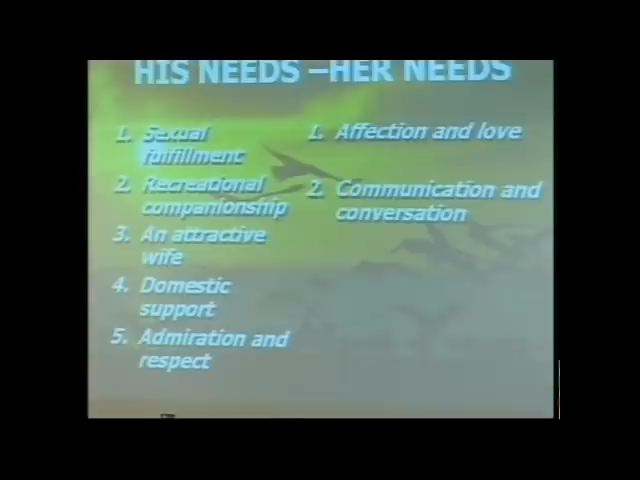 HIS NEEDS –HER NEEDS
1. Sexual
fulfillment
2. Recreational
companionship
3. An attractive
wife
4. Domestic
support
5. Admiration and
respect
1. Affection and love
2. Communication and
conversation